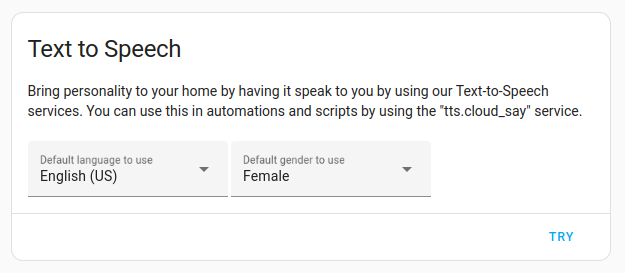 Text to Speech
Bring personality to your home by having it speak to you by using our Text-to-Speech
services. You can use this in automations and scripts by using the "tts.cloud_say" service.
Default language to use
English (US)
Default gender to use
Female
TRY